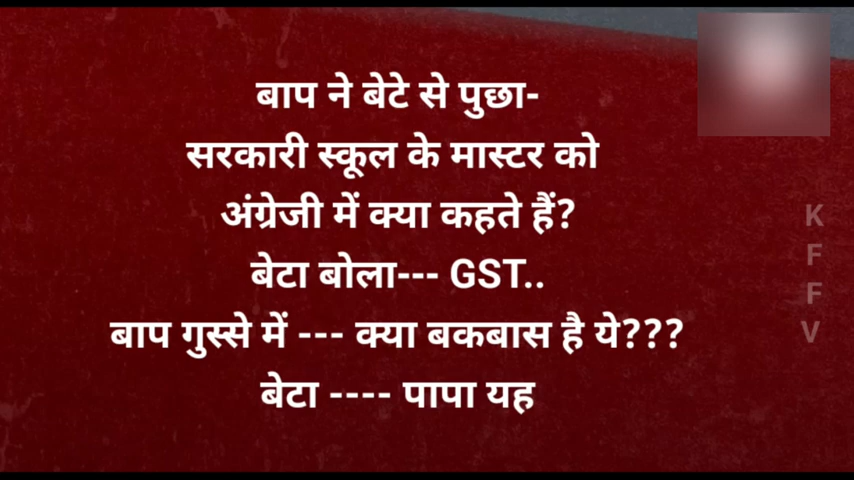 बाप ने बेटे से पुछा-
सरकारी स्कूल के मास्टर को
अंग्रेजी में क्या कहते हैं?
बेटा बोला--- GST..
बाप गुस्से में --- क्या बकबास है ये???
बेटा ---- पापा यह
K
F
F
V